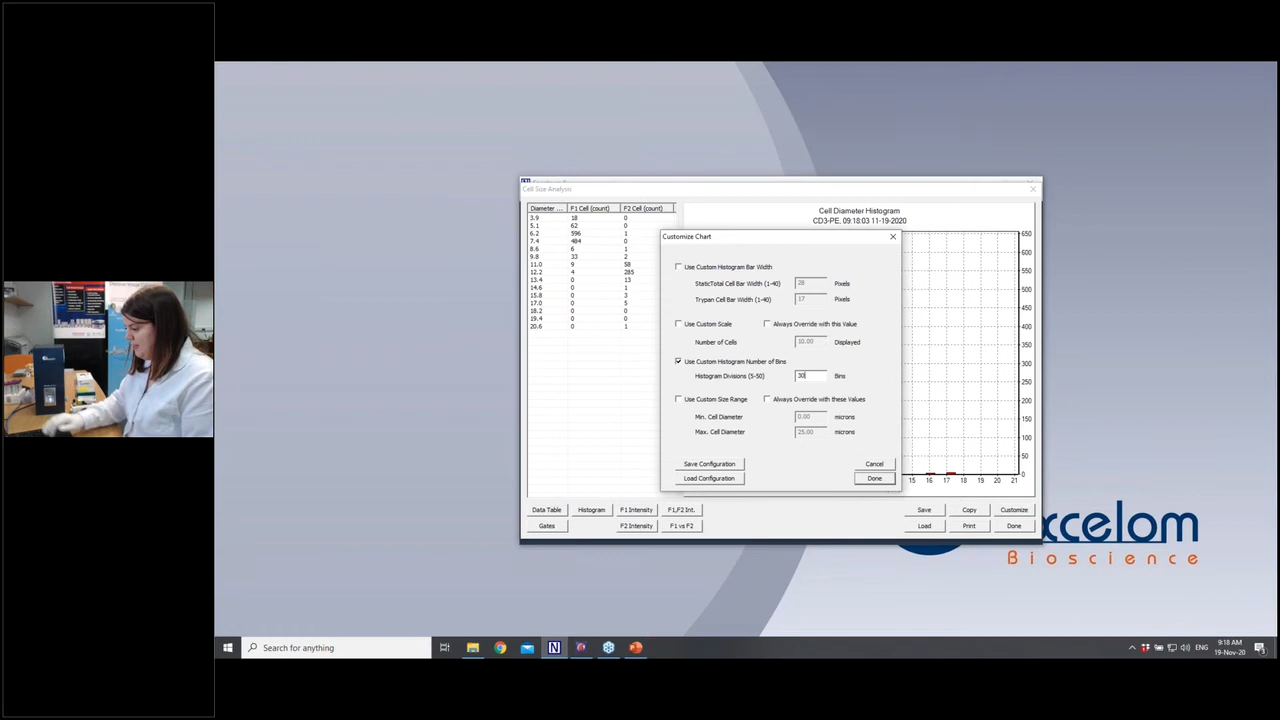 Cell Size Analysis
Diameter ... F1 Cell (count) F2 Cell (count)
3.9 18 0
5.1 62 0
6.2 596 1
7.4 484 0
8.6 6 1
9.8 33 2
11.0 9 58
12.2 4 285
13.4 0 13
14.6 0 1
15.8 0 3
17.0 0 5
18.2 0 0
19.4 0 0
20.6 0 1
Cell Diameter Histogram
CD3-PE, 09:18.03 11-19-2020
650
600
550
500
450
400
350
300
250
200
150
100
50
0
15 16 17 18 19 20 21
Customize Chart
Use Custom Histogram Bar Width
Static Total Cell Bar Width (1-40) 28 Pixels
Trypan Cell Bar Width (1-40) 17 Pixels
Use Custom Scale Always Override with this Value
Number of Cells 10.00 Displayed
Use Custom Histogram Number of Bins
Histogram Divisions (5-50) 30 Bins
Use Custom Size Range Always Override with these Values
Min. Cell Diameter 0.00 microns
Max. Cell Diameter 25.00 microns
Save Configuration Cancel
Load Configuration Done
Data Table Histogram F1 Intensity F1,F2 Int. Save Copy Customize
Gates F2 Intensity F1 vs F2 Load Print Done
xcelom
Bioscience
Search for anything
N
ENG
9:18 AM
19-Nov-20